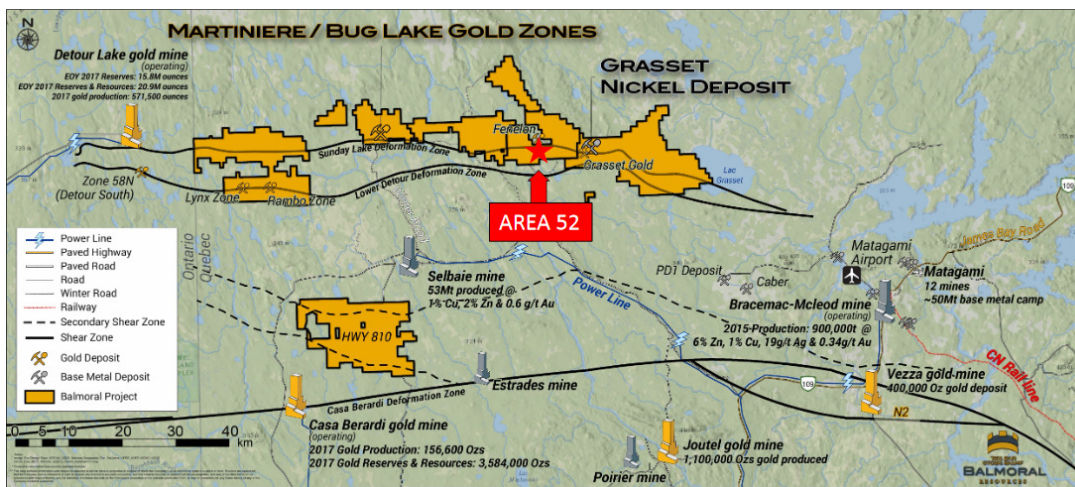 N
MARTINIERE / BUG LAKE GOLD ZONES
Detour Lake gold mine
(operating)
EOY 2017 Reserves: 15.8M ounces
EOY 2017 Reserves & Resources: 20.9M ounces
2017 gold production: 571,500 ounces
GRASSET
NICKEL DEPOSIT
Fenelon
Sunday Lake Deformation Zone
Grasset Gold
Lac
Grasset
Zone 58N
(Detour South)
Lynx Zone
Rambo Zone
Lower Detour Deformation Zone
109
AREA 52
James Bay Road
Power Line
Paved Highway
Paved Road
Road
Winter Road
Railway
Secondary Shear Zone
Shear Zone
Gold Deposit
Base Metal Deposit
Balmoral Project
Ontario
Quebec
Selbaie mine
53Mt produced @
1% Cu, 2% Zn & 0.6 g/t Au
Power Line
PD1 Deposit
Caber
Matagami
Airport
Matagami
12 mines
~50Mt base metal camp
Bracemac-Mcleod mine
(operating)
2015 Production: 900,000t @
6% Zn, 1% Cu, 19g/t Ag & 0.34g/t Au
HWY 810
Estrades mine
CN Rail line
Casa Berardi Deformation Zone
109
Vezza gold mine
400,000 Oz gold deposit
N2
0 10 20 30 40
km
Casa Berardi gold mine
(operating)
2017 Gold Production: 156,600 Ozs
2017 Gold Reserves & Resources: 3,584,000 Ozs
Poirier mine
Joutel gold mine
1,100,000 Ozs gold produced
BALMORAL
RESOURCES